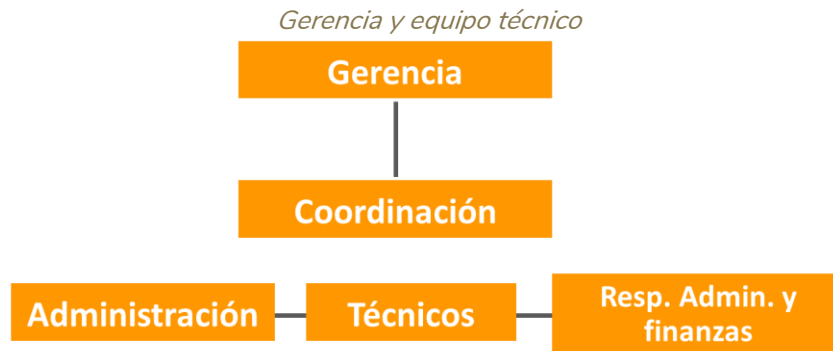 Gerencia y equipo técnico
Gerencia
Coordinación
Administración
Técnicos
Resp. Admin. y
finanzas